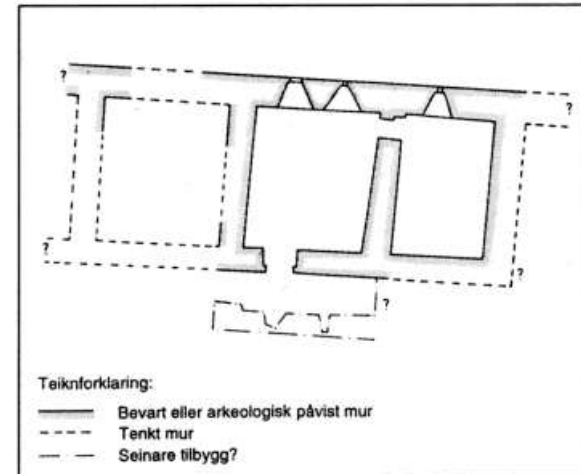 ?
?
?
?
?
Teiknforklaring:
Bevart eller arkeologisk påvist mur
Tenkt mur
Seinare tilbygg?